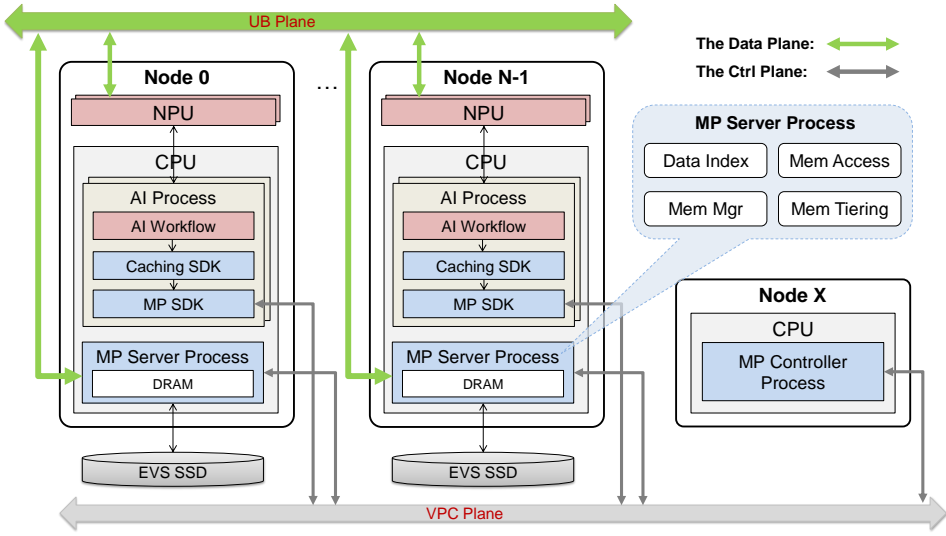 UB Plane
The Data Plane:
The Ctrl Plane:
Node 0
NPU
CPU
AI Process
AI Workflow
Caching SDK
MP SDK
MP Server Process
DRAM
EVS SSD
...
Node N-1
NPU
CPU
AI Process
AI Workflow
Caching SDK
MP SDK
MP Server Process
DRAM
EVS SSD
MP Server Process
Data Index
Mem Access
Mem Mgr
Mem Tiering
Node X
CPU
MP Controller
Process
VPC Plane